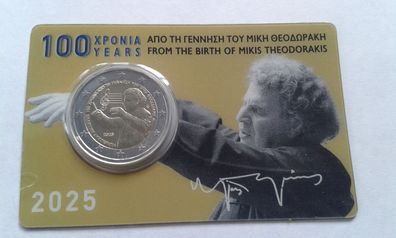 100 ΧΡΟΝΙΑ ΑΠΟ ΤΗ ΓΕΝΝΗΣΗ ΤΟΥ ΜΙΚΗ ΘΕΟΔΩΡΑΚΗ
YEARS FROM THE BIRTH OF MIKIS THEODORAKIS
2025